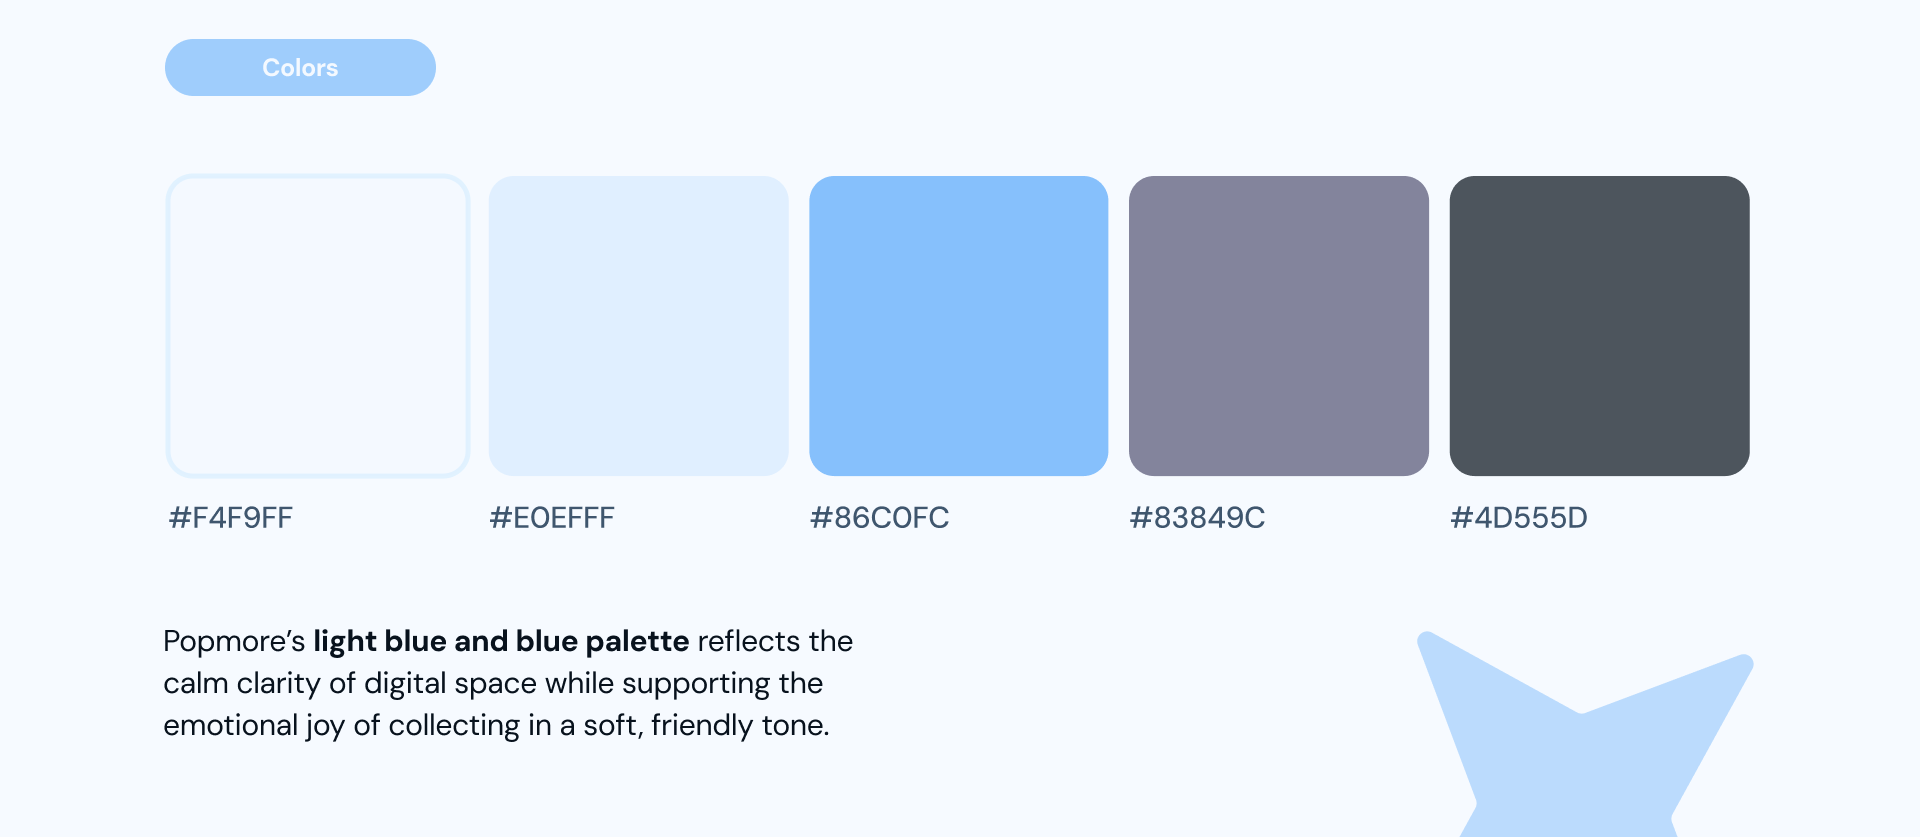 Colors
#F4F9FF
#E0EFFF
#86C0FC
#83849C
#4D555D
Popmore’s light blue and blue palette reflects the
calm clarity of digital space while supporting the
emotional joy of collecting in a soft, friendly tone.